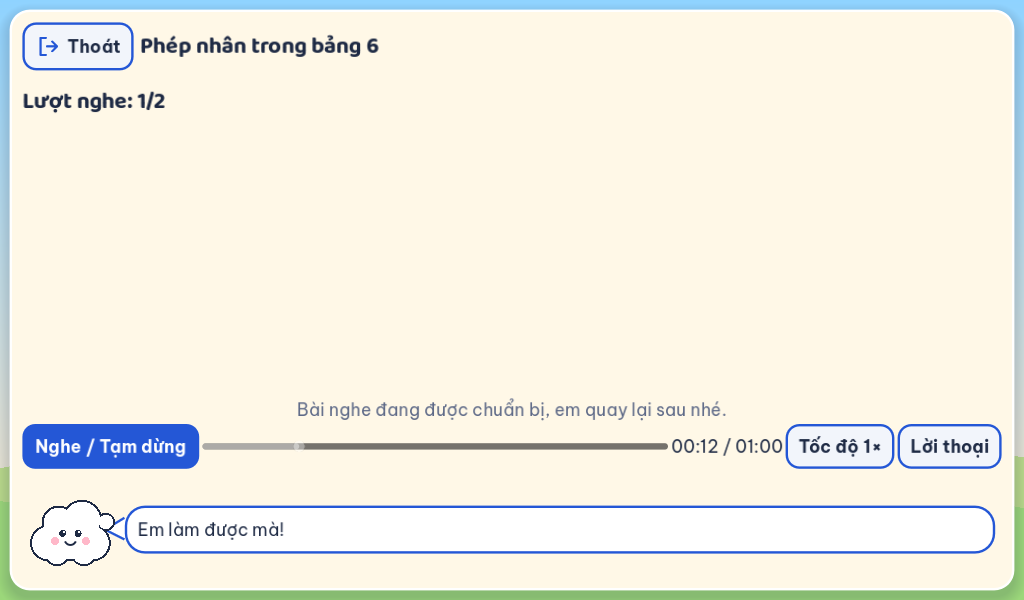 Thoát
Phép nhân trong bảng 6
Lượt nghe: 1/2
Bài nghe đang được chuẩn bị, em quay lại sau nhé.
Nghe / Tạm dừng
00:12 / 01:00
Tốc độ 1×
Lời thoại
Em làm được mà!